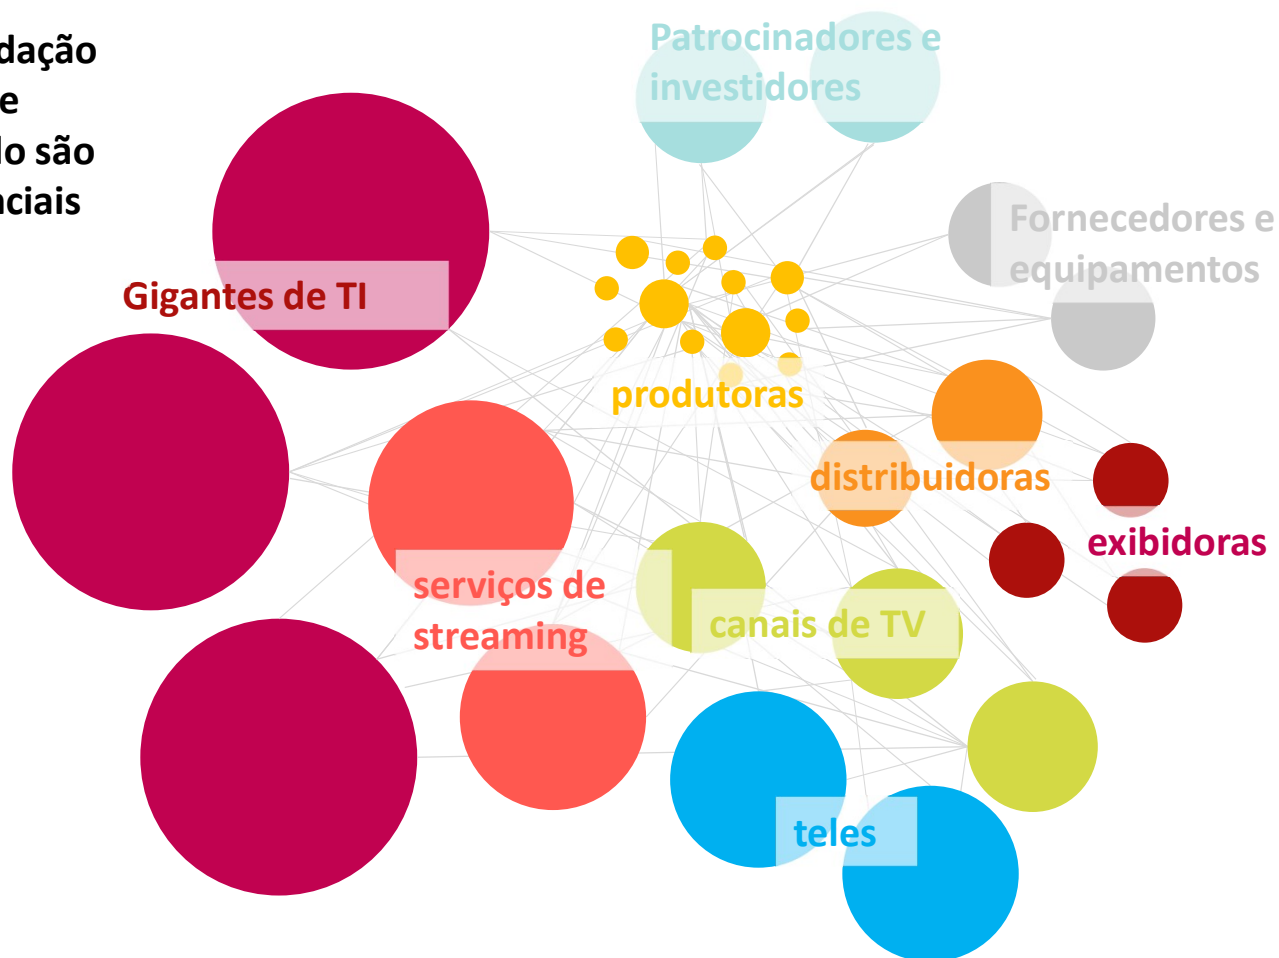 dação
e
do são
nciais
Patrocinadores e
investidores
Fornecedores e
equipamentos
Gigantes de TI
produtoras
distribuidoras
exibidoras
serviços de
streaming
canais de TV
teles